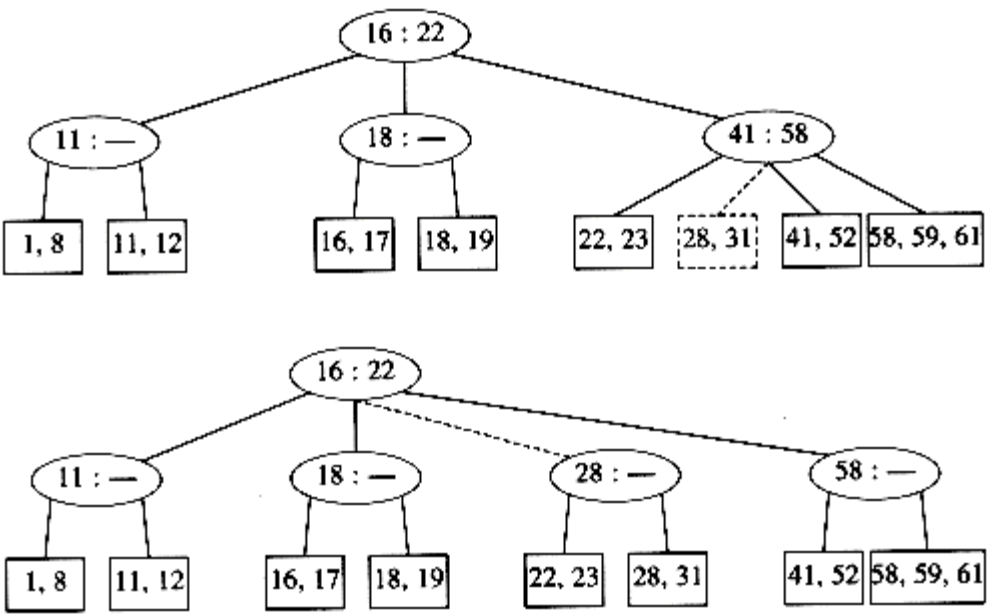 16 : 22
11 : —
18 : —
41 : 58
1, 8
11, 12
16, 17
18, 19
22, 23
28, 31
41, 52
58, 59, 61
16 : 22
11 : —
18 : —
28 : —
58 : —
1, 8
11, 12
16, 17
18, 19
22, 23
28, 31
41, 52
58, 59, 61